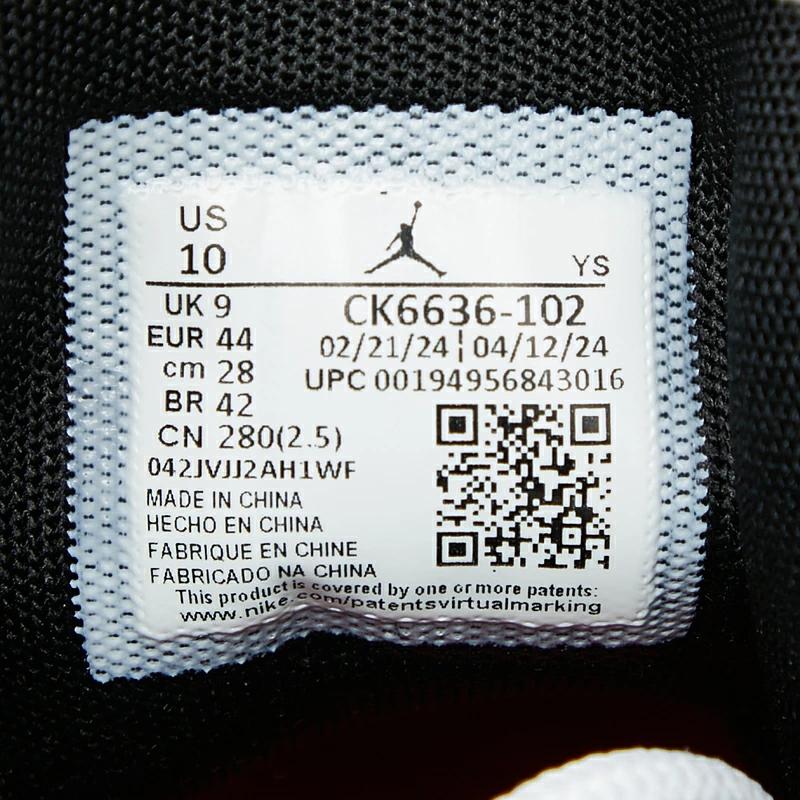 US
10
YS
UK 9
EUR 44
cm 28
BR 42
CN 280(2.5)
CK6636-102
02/21/24 ¦ 04/12/24
UPC 00194956843016
042JVJJ2AH1WF
MADE IN CHINA
HECHO EN CHINA
FABRIQUE EN CHINE
FABRICADO NA CHINA
This product is covered by one or more patents:
www.nike.com/patentsvirtualmarking